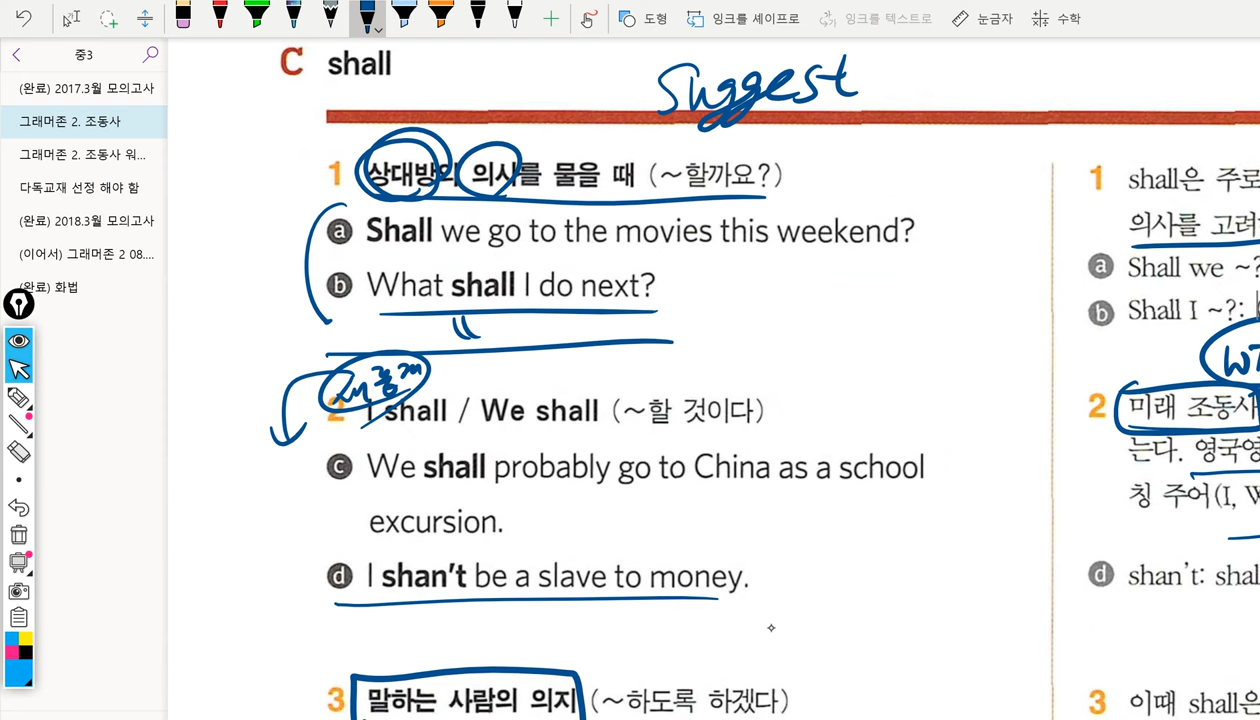 도형
잉크를 셰이프로
잉크를 텍스트로
눈금자
수학
중3
(완료) 2017.3월 모의고사
그래머존 2. 조동사
그래머존 2. 조동사 워...
다독교재 선정 해야 함
(완료) 2018.3월 모의고사
(이어서) 그래머존 2 08....
(완료) 화법
C shall
Suggest
1 상대방의 의사를 물을 때 (~할까요?)
a Shall we go to the movies this weekend?
b What shall I do next?
2 I shall / We shall (~할 것이다)
c We shall probably go to China as a school
excursion.
d I shan't be a slave to money.
3 말하는 사람의 의지 (~하도록 하겠다)
1 shall은 주로
의사를 고려
a Shall we ~?
b Shall I ~?:
2 미래 조동사
는다. 영국영
칭 주어(I, W
d shan't: shal
3 이때 shall은